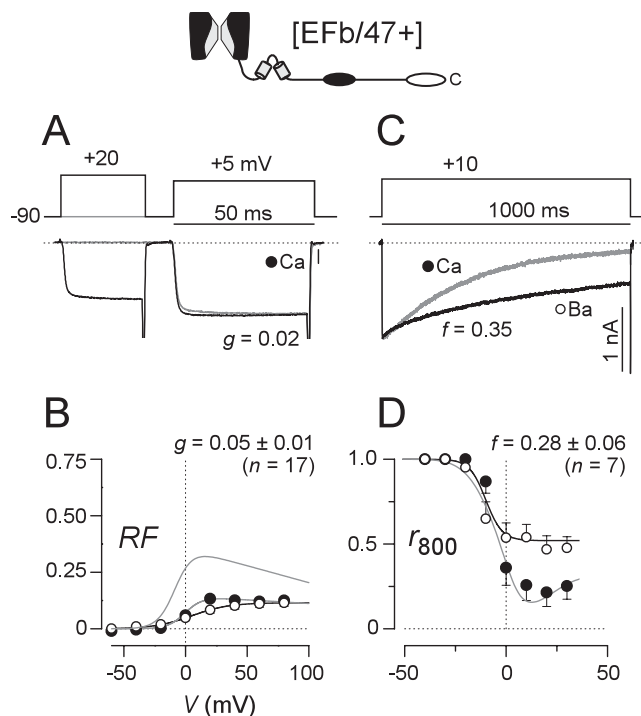 [EFb/47+]
C
A
+20
+5 mV
-90
50 ms
Ca
I
g = 0.02
C
+10
1000 ms
Ca
Ba
f = 0.35
1 nA
B
g = 0.05 ± 0.01
(n = 17)
0.75
0.50
RF
0.25
0
-50
0
50
100
V (mV)
D
f = 0.28 ± 0.06
(n = 7)
1.0
0.5
r800
0
-50
0
50